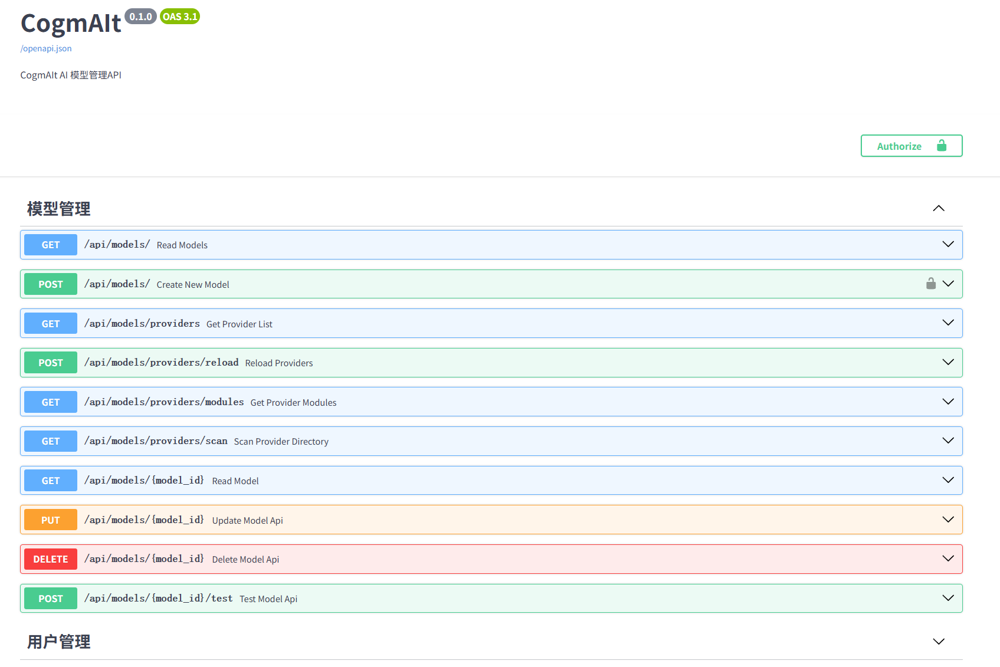 CogmAIt 0.1.0 OAS 3.1
/openapi.json
CogmAIt AI 模型管理API
Authorize
模型管理
GET /api/models/ Read Models
POST /api/models/ Create New Model
GET /api/models/providers Get Provider List
POST /api/models/providers/reload Reload Providers
GET /api/models/providers/modules Get Provider Modules
GET /api/models/providers/scan Scan Provider Directory
GET /api/models/{model_id} Read Model
PUT /api/models/{model_id} Update Model Api
DELETE /api/models/{model_id} Delete Model Api
POST /api/models/{model_id}/test Test Model Api
用户管理